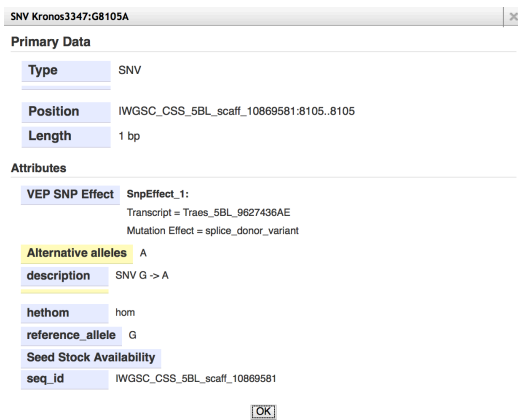 SNV Kronos3347:G8105A
Primary Data
Type SNV
Position IWGSC_CSS_5BL_scaff_10869581:8105..8105
Length 1 bp
Attributes
VEP SNP Effect SnpEffect_1:
Transcript = Traes_5BL_9627436AE
Mutation Effect = splice_donor_variant
Alternative alleles A
description SNV G -> A
hethom hom
reference_allele G
Seed Stock Availability
seq_id IWGSC_CSS_5BL_scaff_10869581
OK